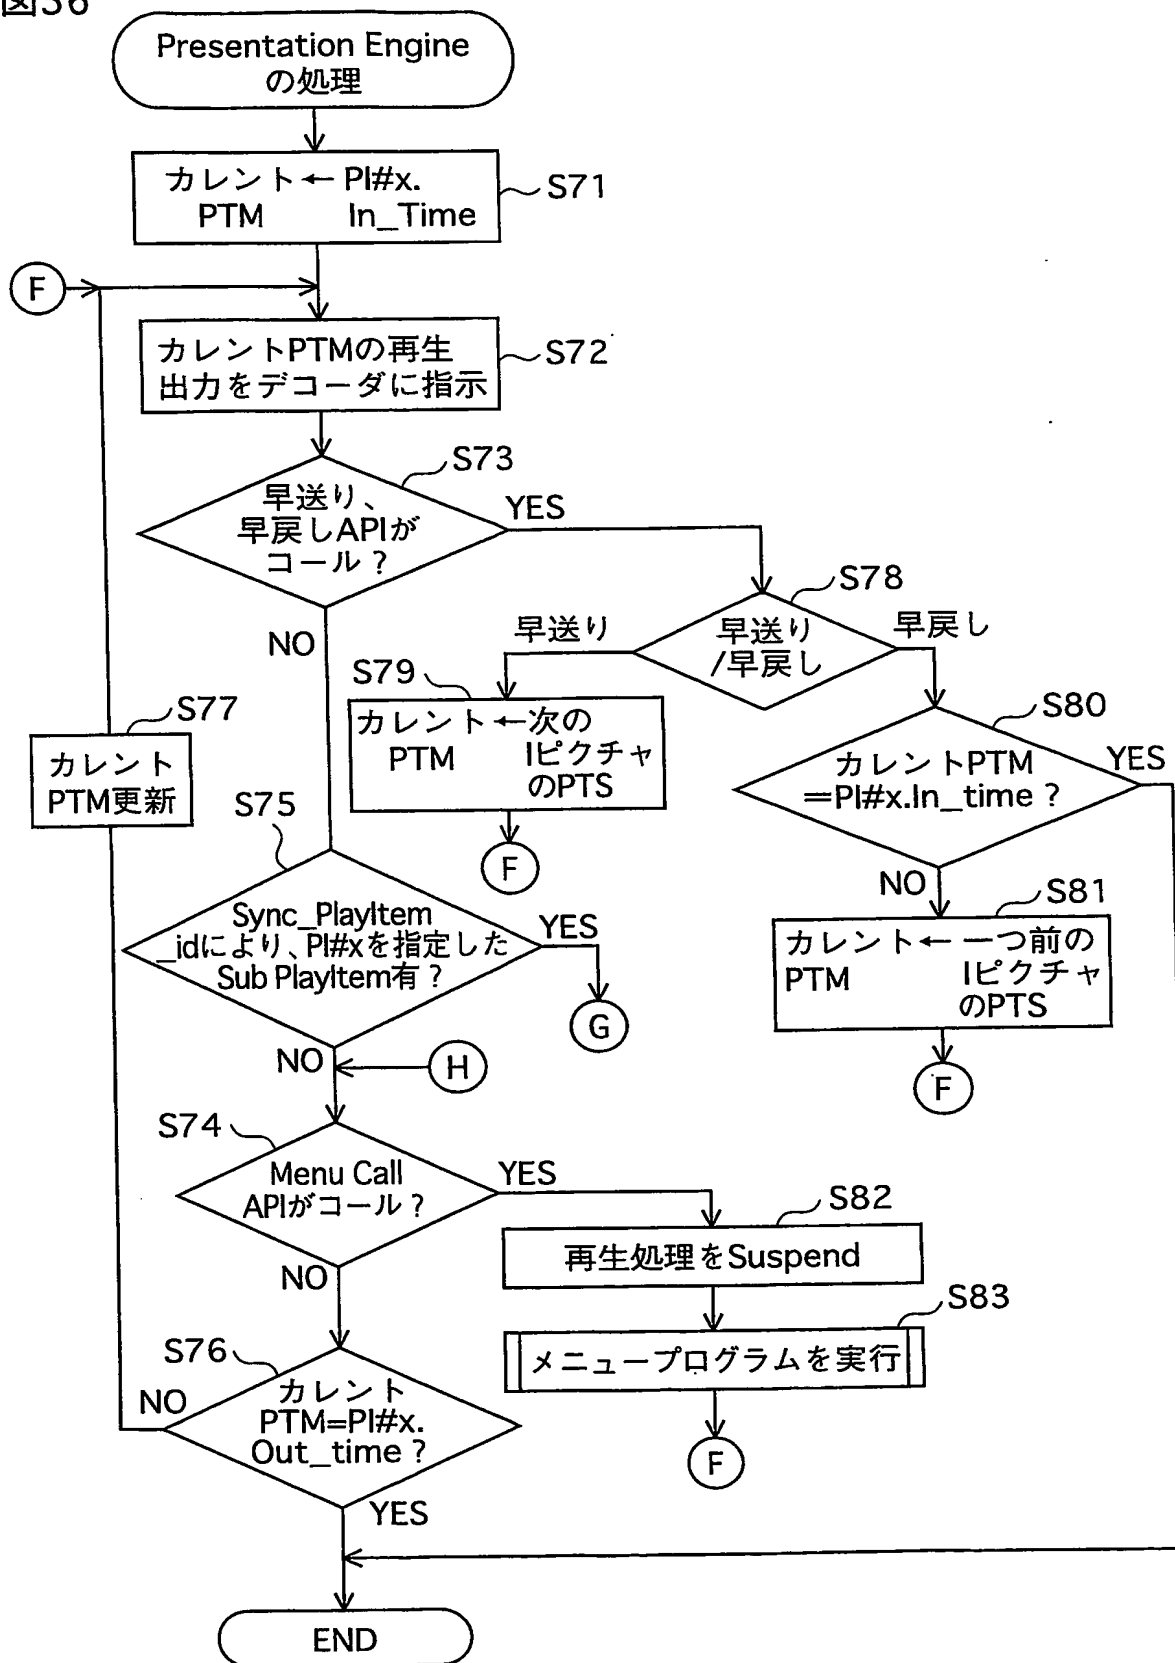 図36
Presentation Engine
の処理
カレント←PI#x.
PTM In_Time
S71
F
カレントPTMの再生
出力をデコーダに指示
S72
S73
早送り、
早戻しAPIが
コール？
YES
NO
S78
早送り
/早戻し
早送り
早戻し
S79
カレント←次の
PTM Iピクチャ
のPTS
F
S80
カレントPTM
=PI#x.In_time？
YES
NO
S81
カレント← 一つ前の
PTM Iピクチャ
のPTS
F
S77
カレント
PTM更新
S75
Sync_PlayItem
_idにより、PI#xを指定した
Sub PlayItem有？
YES
G
NO
H
S74
Menu Call
APIがコール？
YES
NO
S82
再生処理をSuspend
S83
メニュープログラムを実行
F
S76
カレント
PTM=PI#x.
Out_time？
NO
YES
END